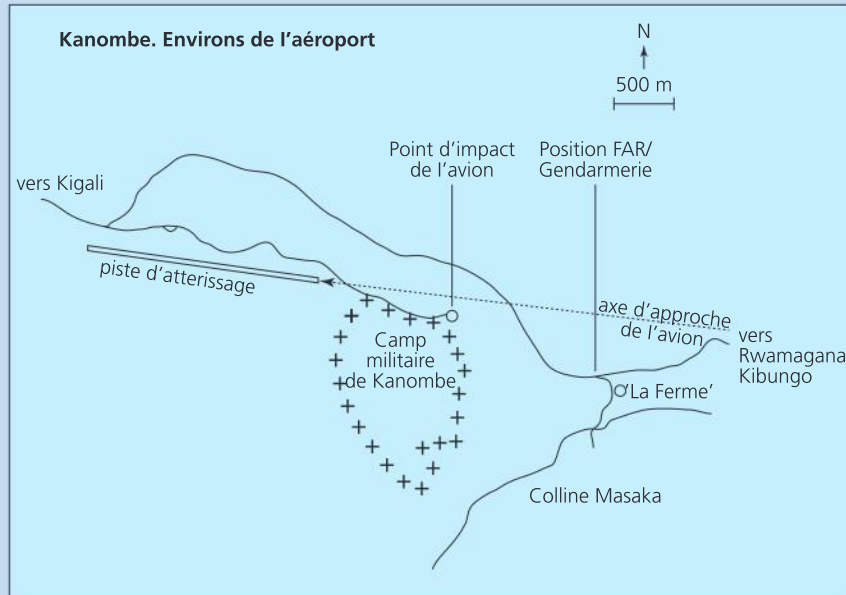 Kanombe. Environs de l’aéroport
N
500 m
Point d’impact
de l’avion
Position FAR/
Gendarmerie
vers Kigali
piste d’atterissage
axe d’approche
de l’avion
vers
Rwamagana
Kibungo
Camp
militaire
de Kanombe
‘La Ferme’
Colline Masaka